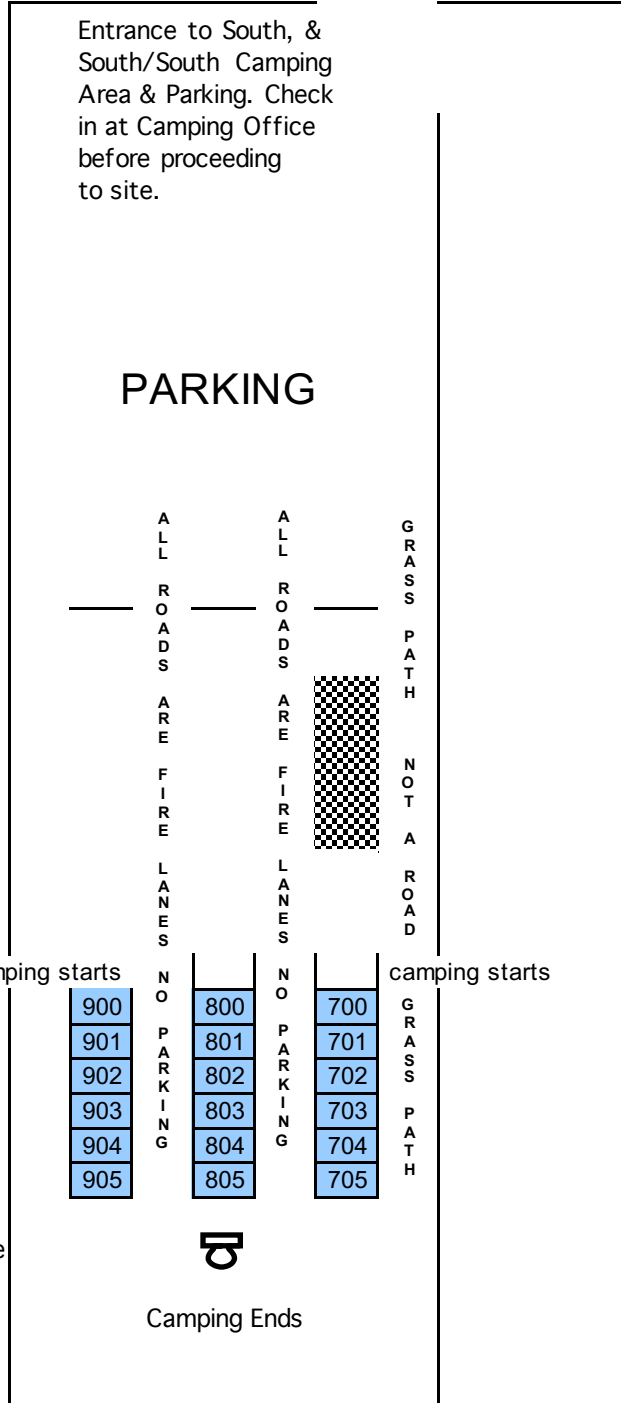 Entrance to South, &
South/South Camping
Area & Parking. Check
in at Camping Office
before proceeding
to site.
PARKING
ALL ROADS ARE FIRE LANES NO PARKING
ALL ROADS ARE FIRE LANES NO PARKING
GRASS PATH NOT A ROAD GRASS PATH
starts
camping starts
900 800 700
901 801 701
902 802 702
903 803 703
904 804 704
905 805 705
Camping Ends